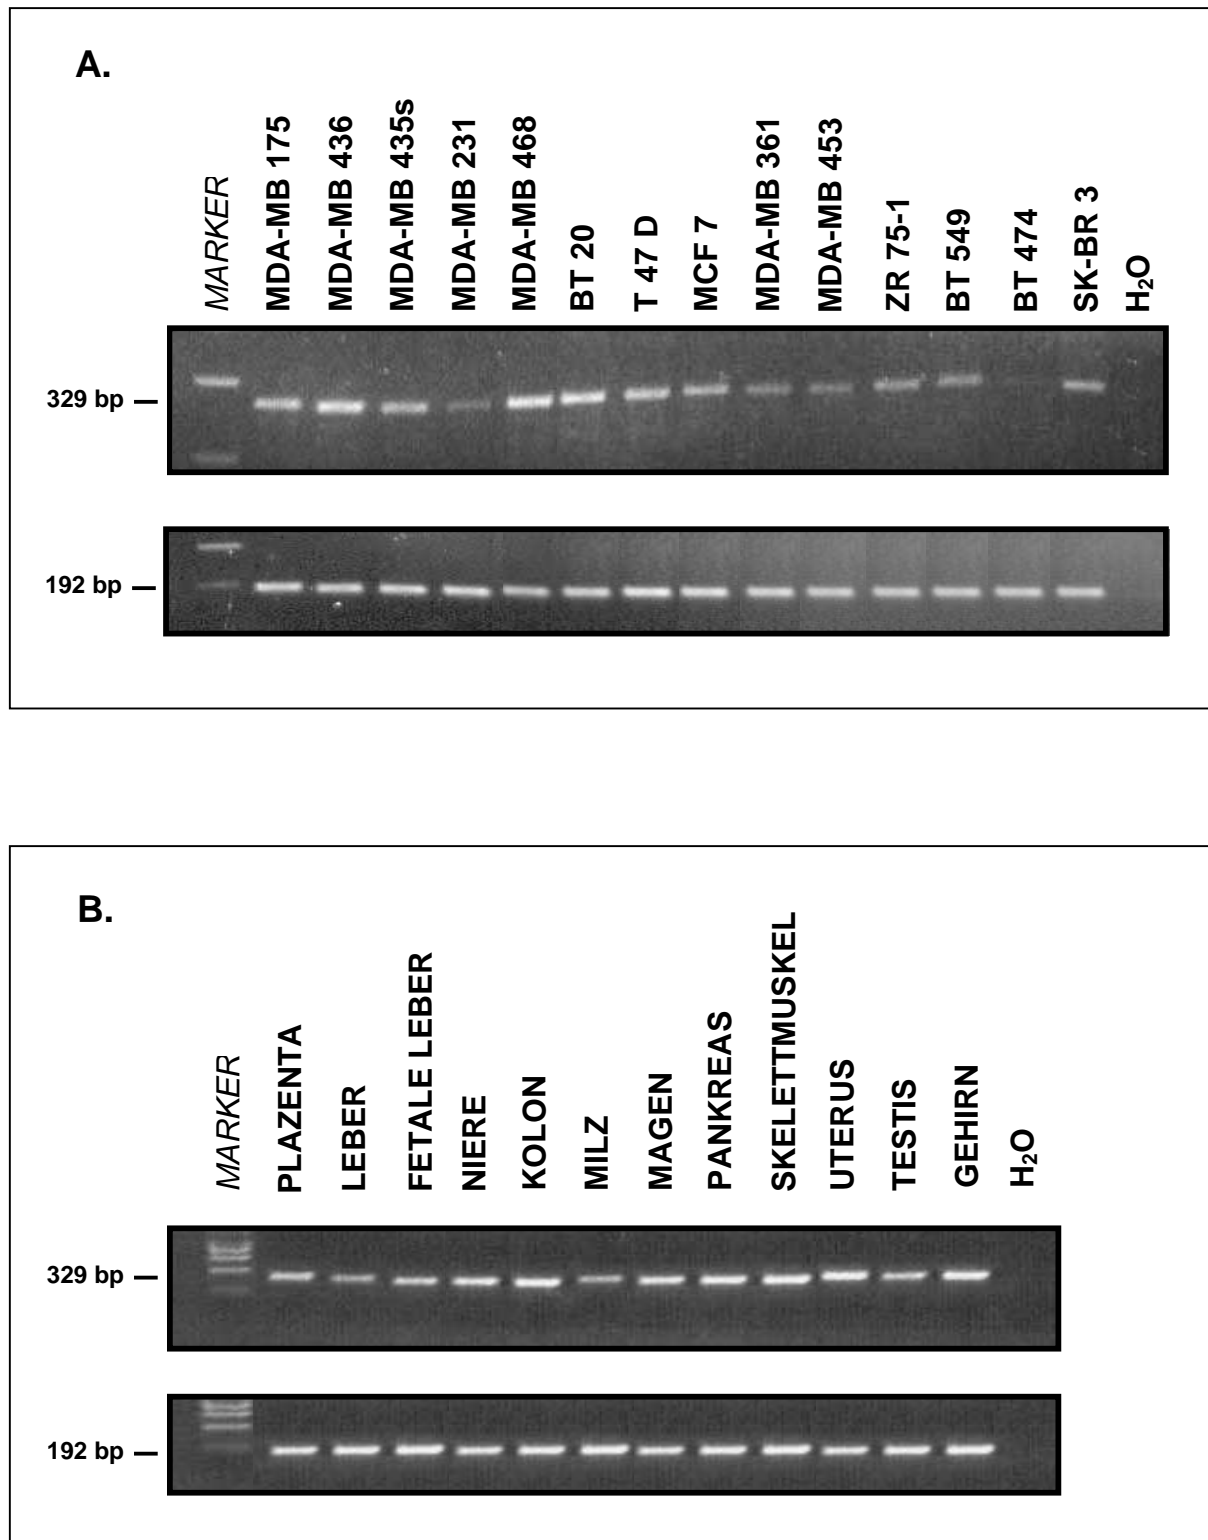 A.
MARKER
MDA-MB 175
MDA-MB 436
MDA-MB 435s
MDA-MB 231
MDA-MB 468
BT 20
T 47 D
MCF 7
MDA-MB 361
MDA-MB 453
ZR 75-1
BT 549
BT 474
SK-BR 3
H₂O
329 bp
192 bp
B.
MARKER
PLAZENTA
LEBER
FETALE LEBER
NIERE
KOLON
MILZ
MAGEN
PANKREAS
SKELETTMUSKEL
UTERUS
TESTIS
GEHIRN
H₂O
329 bp
192 bp